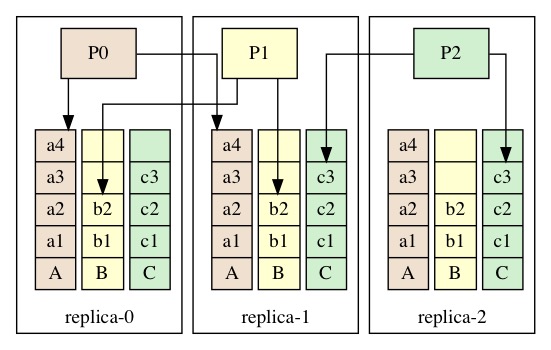 P0
P1
P2
a4
a3
a2 b2
a1 b1
A B C
c3
c2
c1
replica-0
a4
a3 c3
a2 b2 c2
a1 b1 c1
A B C
replica-1
a4
a3 c3
a2 b2 c2
a1 b1 c1
A B C
replica-2